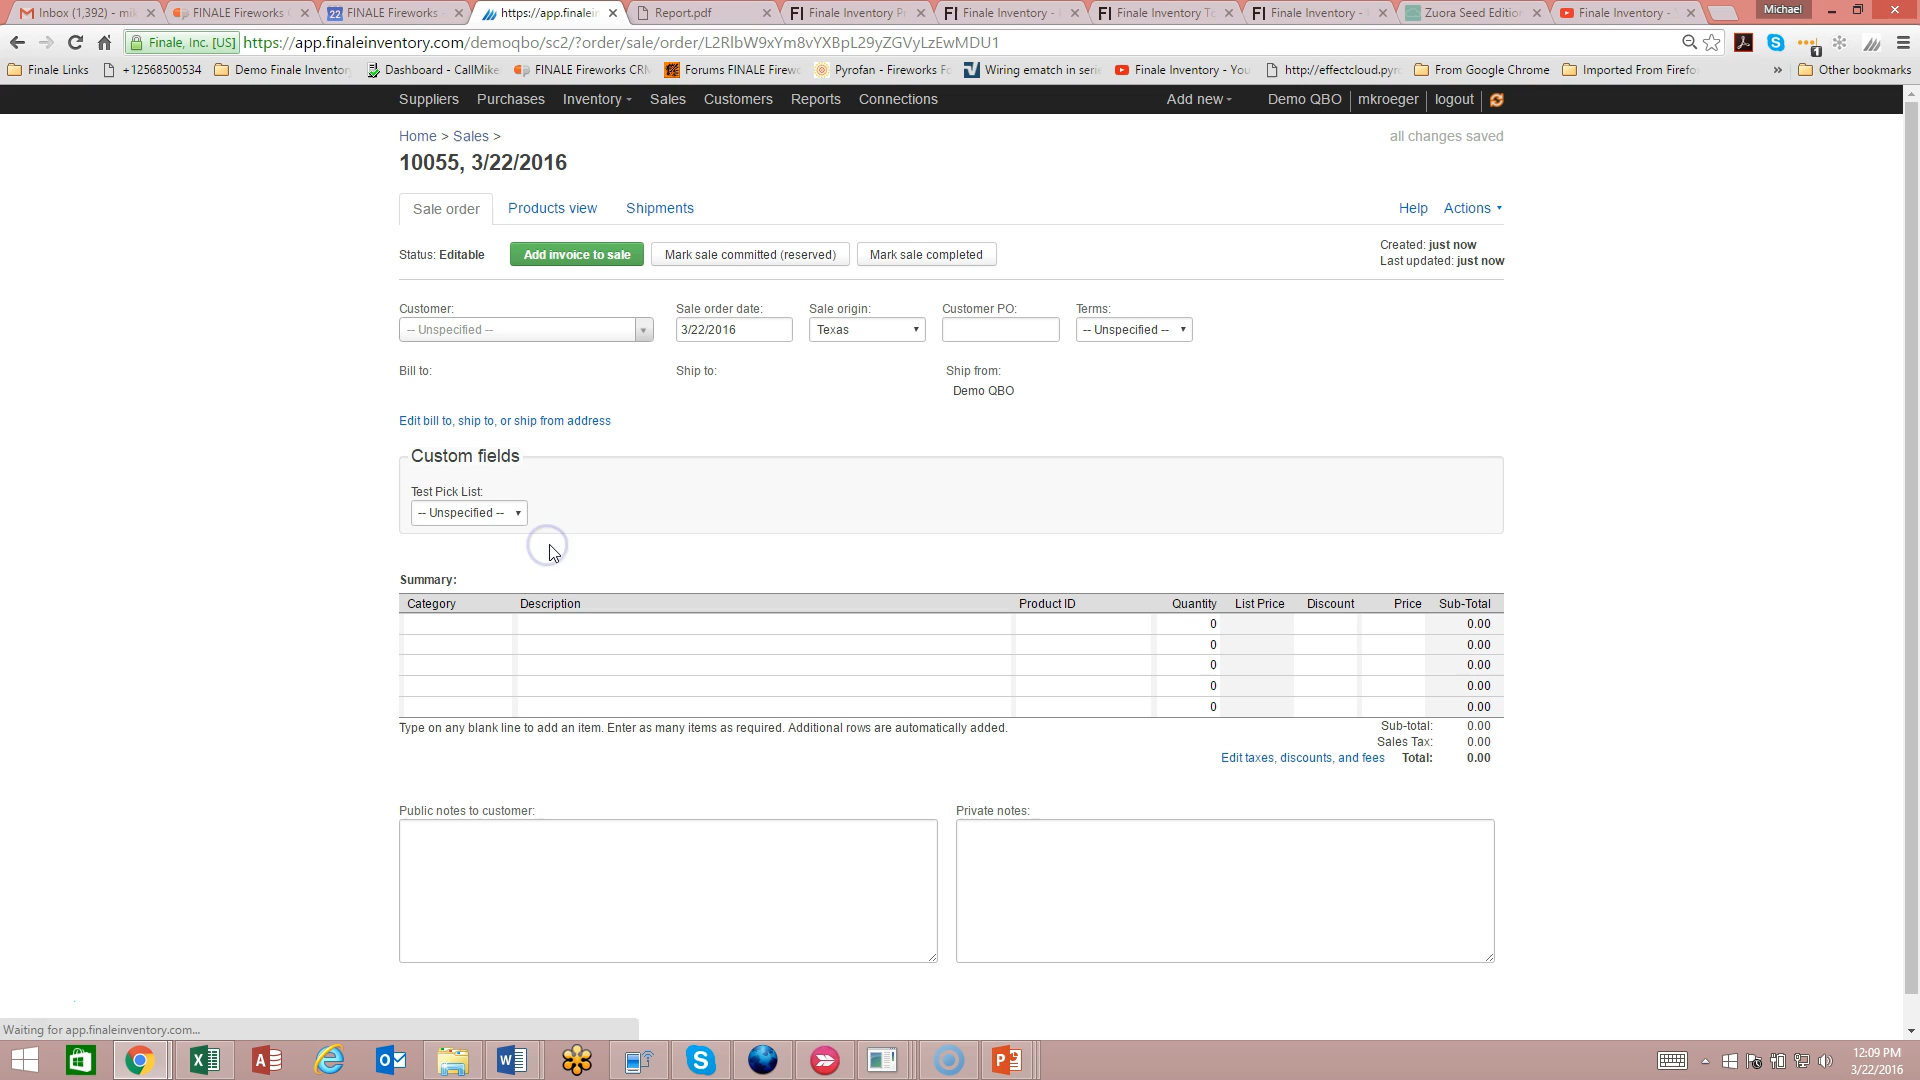 Inbox (1,392) - mi
FINALE Fireworks
22 FINALE Fireworks
https://app.finalein
Report.pdf
Finale Inventory P
Finale Inventory -
Finale Inventory T
Finale Inventory -
Zuora Seed Edition
Finale Inventory -
Michael
Finale, Inc. [US] https://app.finaleinventory.com/demoqbo/sc2/?order/sale/order/L2RlbW9xYm8vYXBpL29yZGVyLzEwMDU1
Finale Links
+12568500534
Demo Finale Inventor
Dashboard - CallMike
FINALE Fireworks CR
Forums FINALE Firew
Pyrofan - Fireworks F
Wiring ematch in seri
Finale Inventory - You
http://effectcloud.pyr
From Google Chrome
Imported From Firefo
»
Other bookmarks
Suppliers Purchases Inventory Sales Customers Reports Connections Add new Demo QBO mkroeger logout
Home > Sales >
all changes saved
10055, 3/22/2016
Sale order Products view Shipments Help Actions
Status: Editable Add invoice to sale Mark sale committed (reserved) Mark sale completed
Created: just now
Last updated: just now
Customer: Sale order date: Sale origin: Customer PO: Terms:
-- Unspecified -- 3/22/2016 Texas -- Unspecified --
Bill to: Ship to: Ship from:
Demo QBO
Edit bill to, ship to, or ship from address
Custom fields
Test Pick List:
-- Unspecified --
Summary:
Category Description Product ID Quantity List Price Discount Price Sub-Total
0 0.00
0 0.00
0 0.00
0 0.00
0 0.00
Type on any blank line to add an item. Enter as many items as required. Additional rows are automatically added.
Sub-total: 0.00
Sales Tax: 0.00
Edit taxes, discounts, and fees Total: 0.00
Public notes to customer: Private notes:
Waiting for app.finaleinventory.com...
12:09 PM
3/22/2016